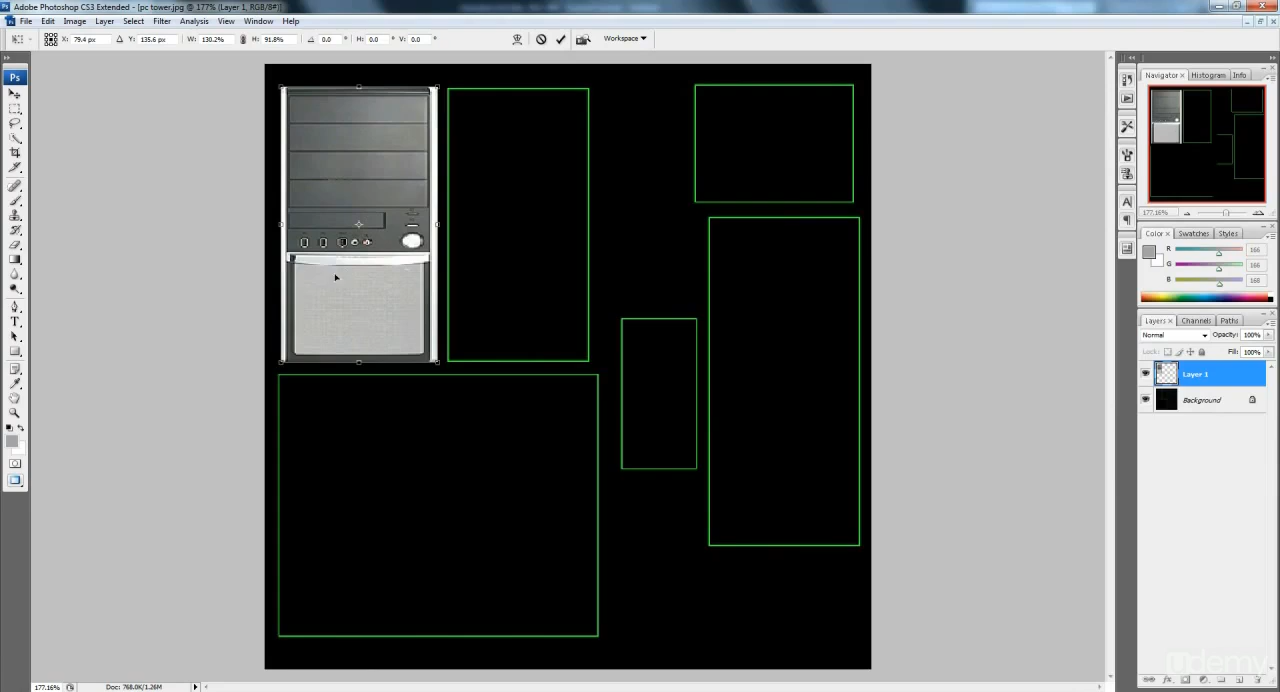 Ps Adobe Photoshop CS3 Extended - [pc tower.jpg @ 177% (Layer 1, RGB/8#)]
File Edit Image Layer Select Filter Analysis View Window Help
X: 79.4 px Y: 135.6 px W: 130.2% H: 91.8% 0.0 ° H: 0.0 ° V: 0.0 ° Workspace
Ps
Navigator × Histogram Info
177.16%
Color × Swatches Styles
R 166
G 166
B 168
Layers × Channels Paths
Normal Opacity: 100%
Lock: Fill: 100%
Layer 1
Background
udemy
177.16% Doc: 768.0K/1.26M